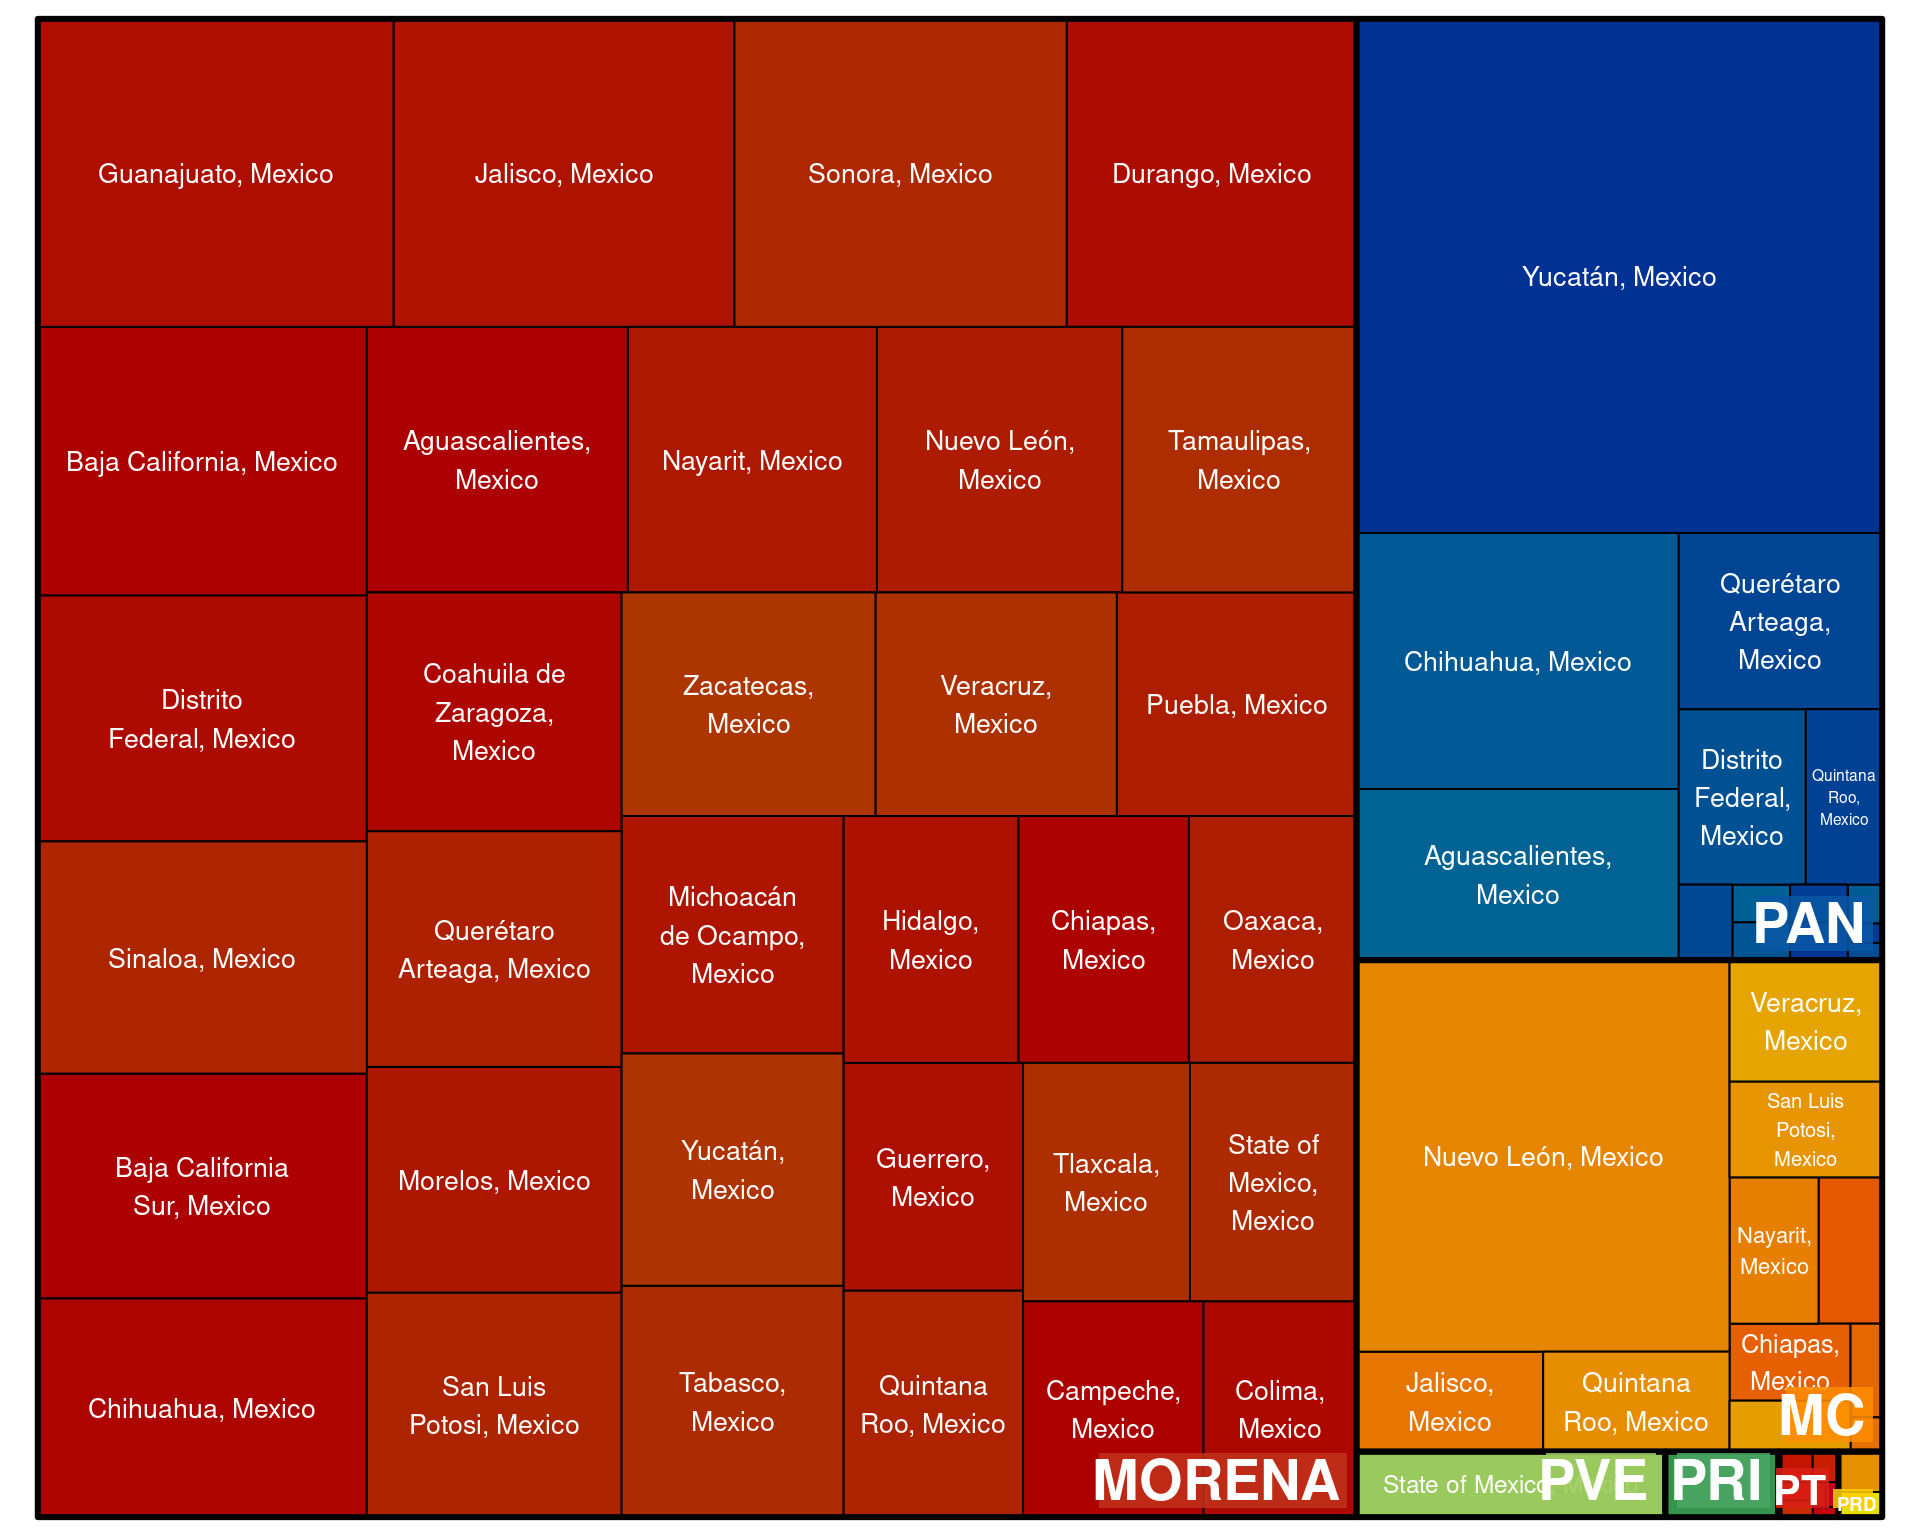 Guanajuato, Mexico
Jalisco, Mexico
Sonora, Mexico
Durango, Mexico
Baja California, Mexico
Aguascalientes,
Mexico
Nayarit, Mexico
Nuevo León,
Mexico
Tamaulipas,
Mexico
Distrito
Federal, Mexico
Coahuila de
Zaragoza,
Mexico
Zacatecas,
Mexico
Veracruz,
Mexico
Puebla, Mexico
Sinaloa, Mexico
Querétaro
Arteaga, Mexico
Michoacán
de Ocampo,
Mexico
Hidalgo,
Mexico
Chiapas,
Mexico
Oaxaca,
Mexico
Baja California
Sur, Mexico
Morelos, Mexico
Yucatán,
Mexico
Guerrero,
Mexico
Tlaxcala,
Mexico
State of
Mexico,
Mexico
Chihuahua, Mexico
San Luis
Potosi, Mexico
Tabasco,
Mexico
Quintana
Roo, Mexico
Campeche,
Mexico
Colima,
Mexico
MORENA
Yucatán, Mexico
Chihuahua, Mexico
Querétaro
Arteaga,
Mexico
Distrito
Federal,
Mexico
Quintana
Roo,
Mexico
Aguascalientes,
Mexico
PAN
Nuevo León, Mexico
Veracruz,
Mexico
San Luis
Potosi,
Mexico
Nayarit,
Mexico
Chiapas,
Mexico
Jalisco,
Mexico
Quintana
Roo, Mexico
MC
State of Mexico, Mexico
PVE
PRI
PT
PRD